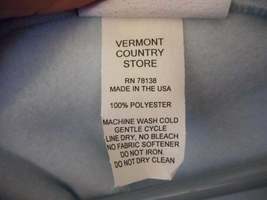 VERMONT
COUNTRY
STORE
RN 78138
MADE IN THE USA
100% POLYESTER
MACHINE WASH COLD
GENTLE CYCLE
LINE DRY, NO BLEACH
NO FABRIC SOFTENER
DO NOT IRON
DO NOT DRY CLEAN